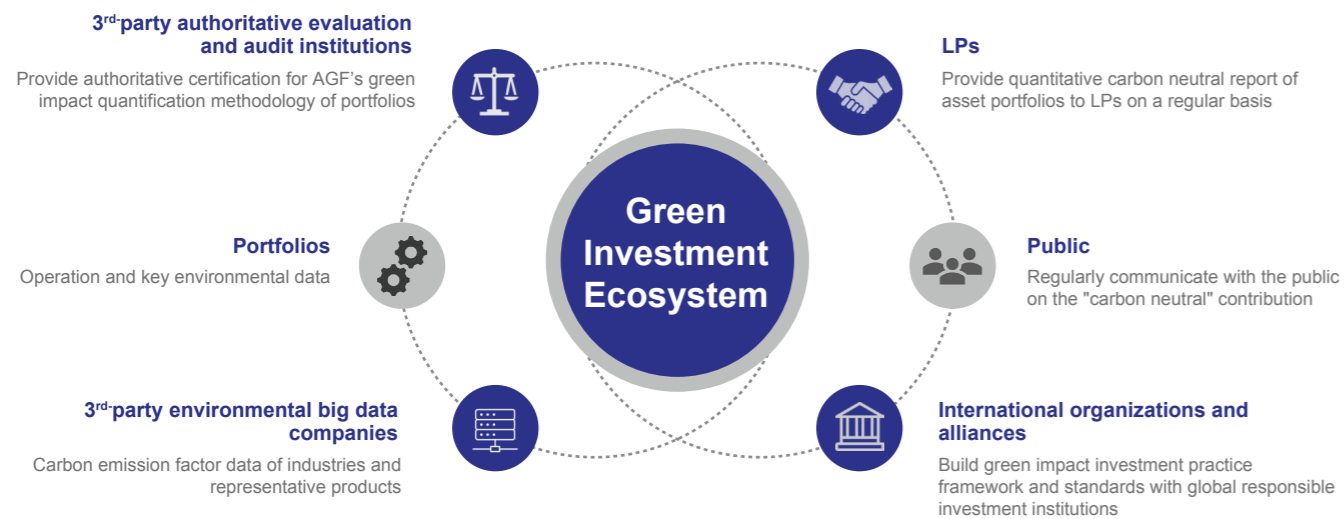 3rd-party authoritative evaluation
and audit institutions
Provide authoritative certification for AGF's green
impact quantification methodology of portfolios
Portfolios
Operation and key environmental data
3rd-party environmental big data
companies
Carbon emission factor data of industries and
representative products
Green
Investment
Ecosystem
LPs
Provide quantitative carbon neutral report of
asset portfolios to LPs on a regular basis
Public
Regularly communicate with the public
on the "carbon neutral" contribution
International organizations and
alliances
Build green impact investment practice
framework and standards with global responsible
investment institutions